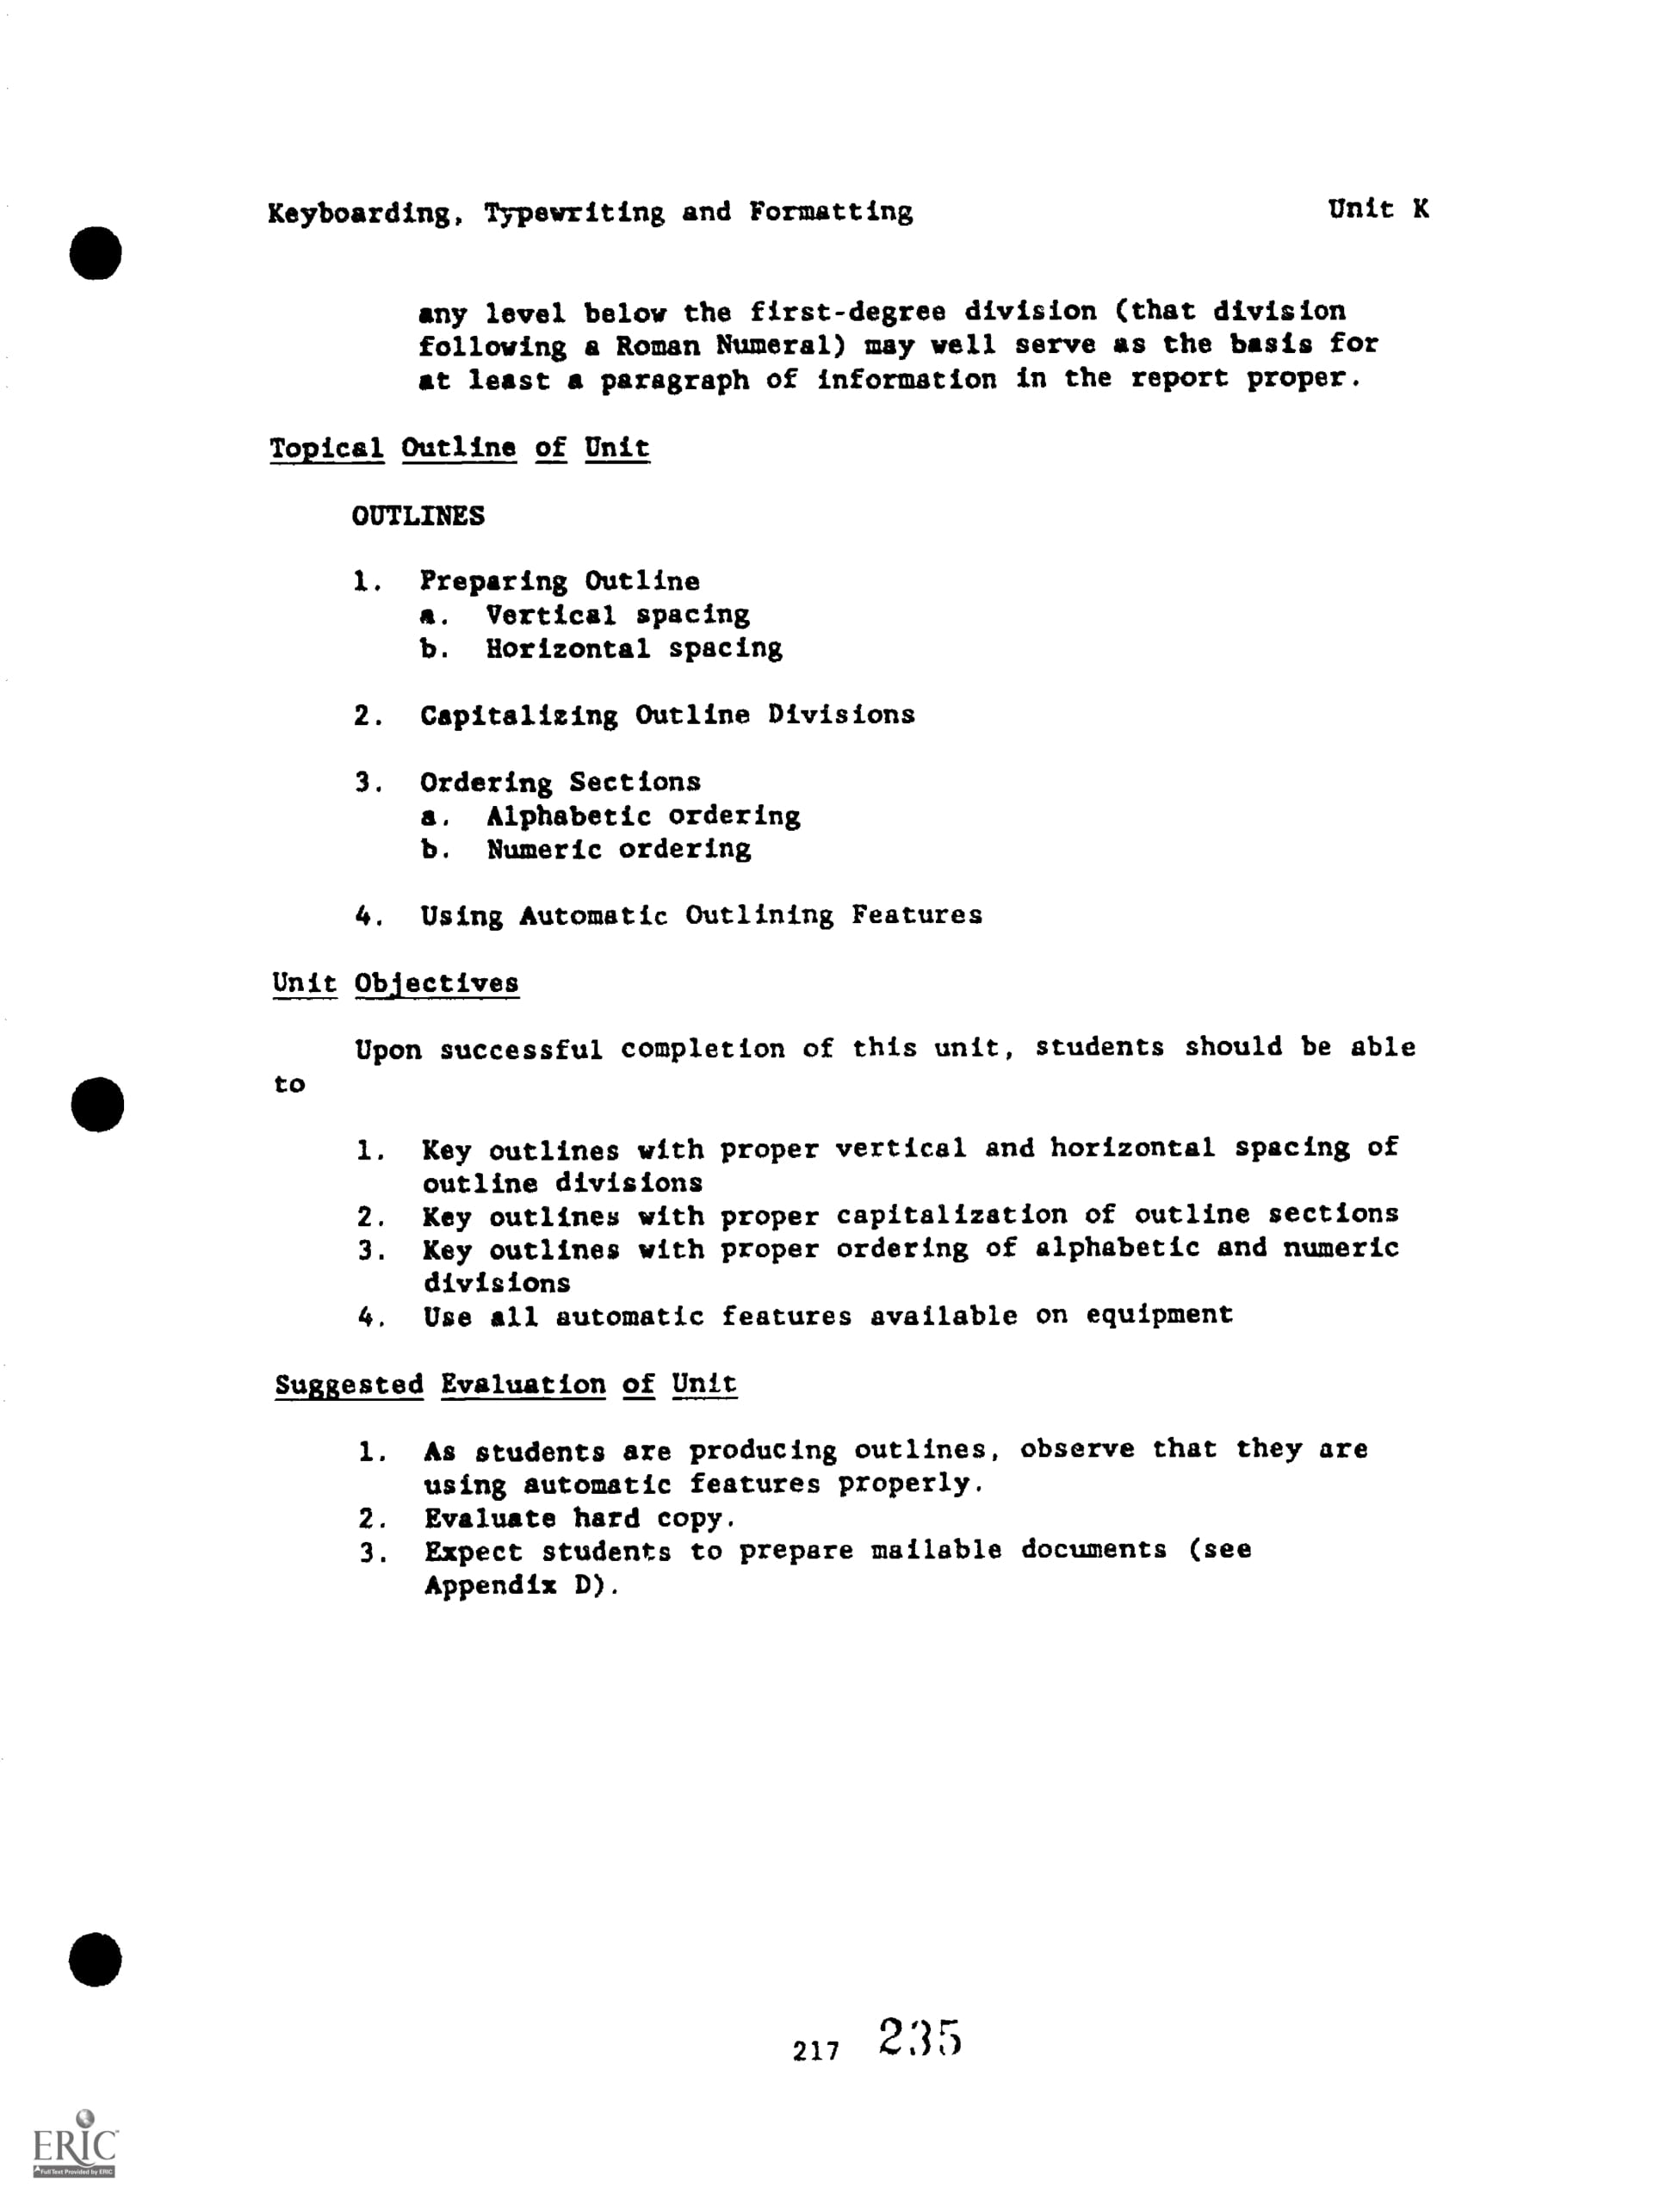 Keyboarding, Typewriting and Formatting Unit K
any level below the first-degree division (that division
following a Roman Numeral) may well serve as the basis for
at least a paragraph of information in the report proper.
Topical Outline of Unit
OUTLINES
1. Preparing Outline
a. Vertical spacing
b. Horizontal spacing
2. Capitalizing Outline Divisions
3. Ordering Sections
a. Alphabetic ordering
b. Numeric ordering
4. Using Automatic Outlining Features
Unit Objectives
Upon successful completion of this unit, students should be able
to
1. Key outlines with proper vertical and horizontal spacing of
outline divisions
2. Key outlines with proper capitalization of outline sections
3. Key outlines with proper ordering of alphabetic and numeric
divisions
4. Use all automatic features available on equipment
Suggested Evaluation of Unit
1. As students are producing outlines, observe that they are
using automatic features properly.
2. Evaluate hard copy.
3. Expect students to prepare mailable documents (see
Appendix D).
217 235
ERIC
Full Text Provided by ERIC